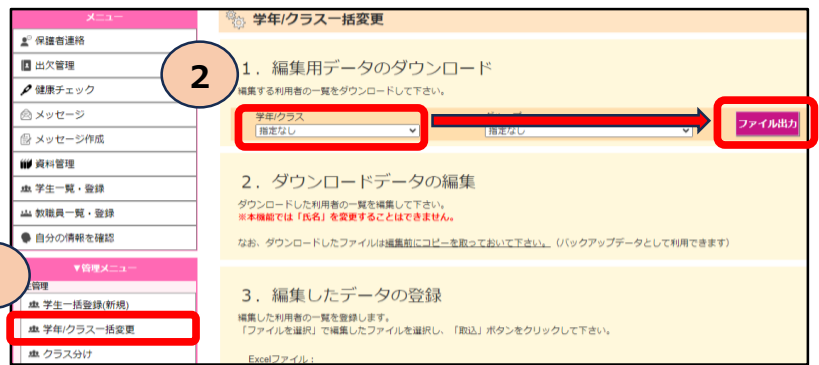 メニュー
保護者連絡
出欠管理
健康チェック
メッセージ
メッセージ作成
資料管理
学生一覧・登録
教職員一覧・登録
自分の情報を確認
▼管理メニュー
学生一括登録(新規)
学年/クラス一括変更
クラス分け
学年/クラス一括変更
2
1. 編集用データのダウンロード
編集する利用者の一覧をダウンロードして下さい。
学年/クラス
指定なし
指定なし
ファイル出力
2. ダウンロードデータの編集
ダウンロードした利用者の一覧を編集して下さい。
※本機能では「氏名」を変更することはできません。
なお、ダウンロードしたファイルは編集前にコピーを取っておいて下さい。(バックアップデータとして利用できます)
3. 編集したデータの登録
編集した利用者の一覧を登録します。
「ファイルを選択」で編集したファイルを選択し、「取込」ボタンをクリックして下さい。
Excelファイル：